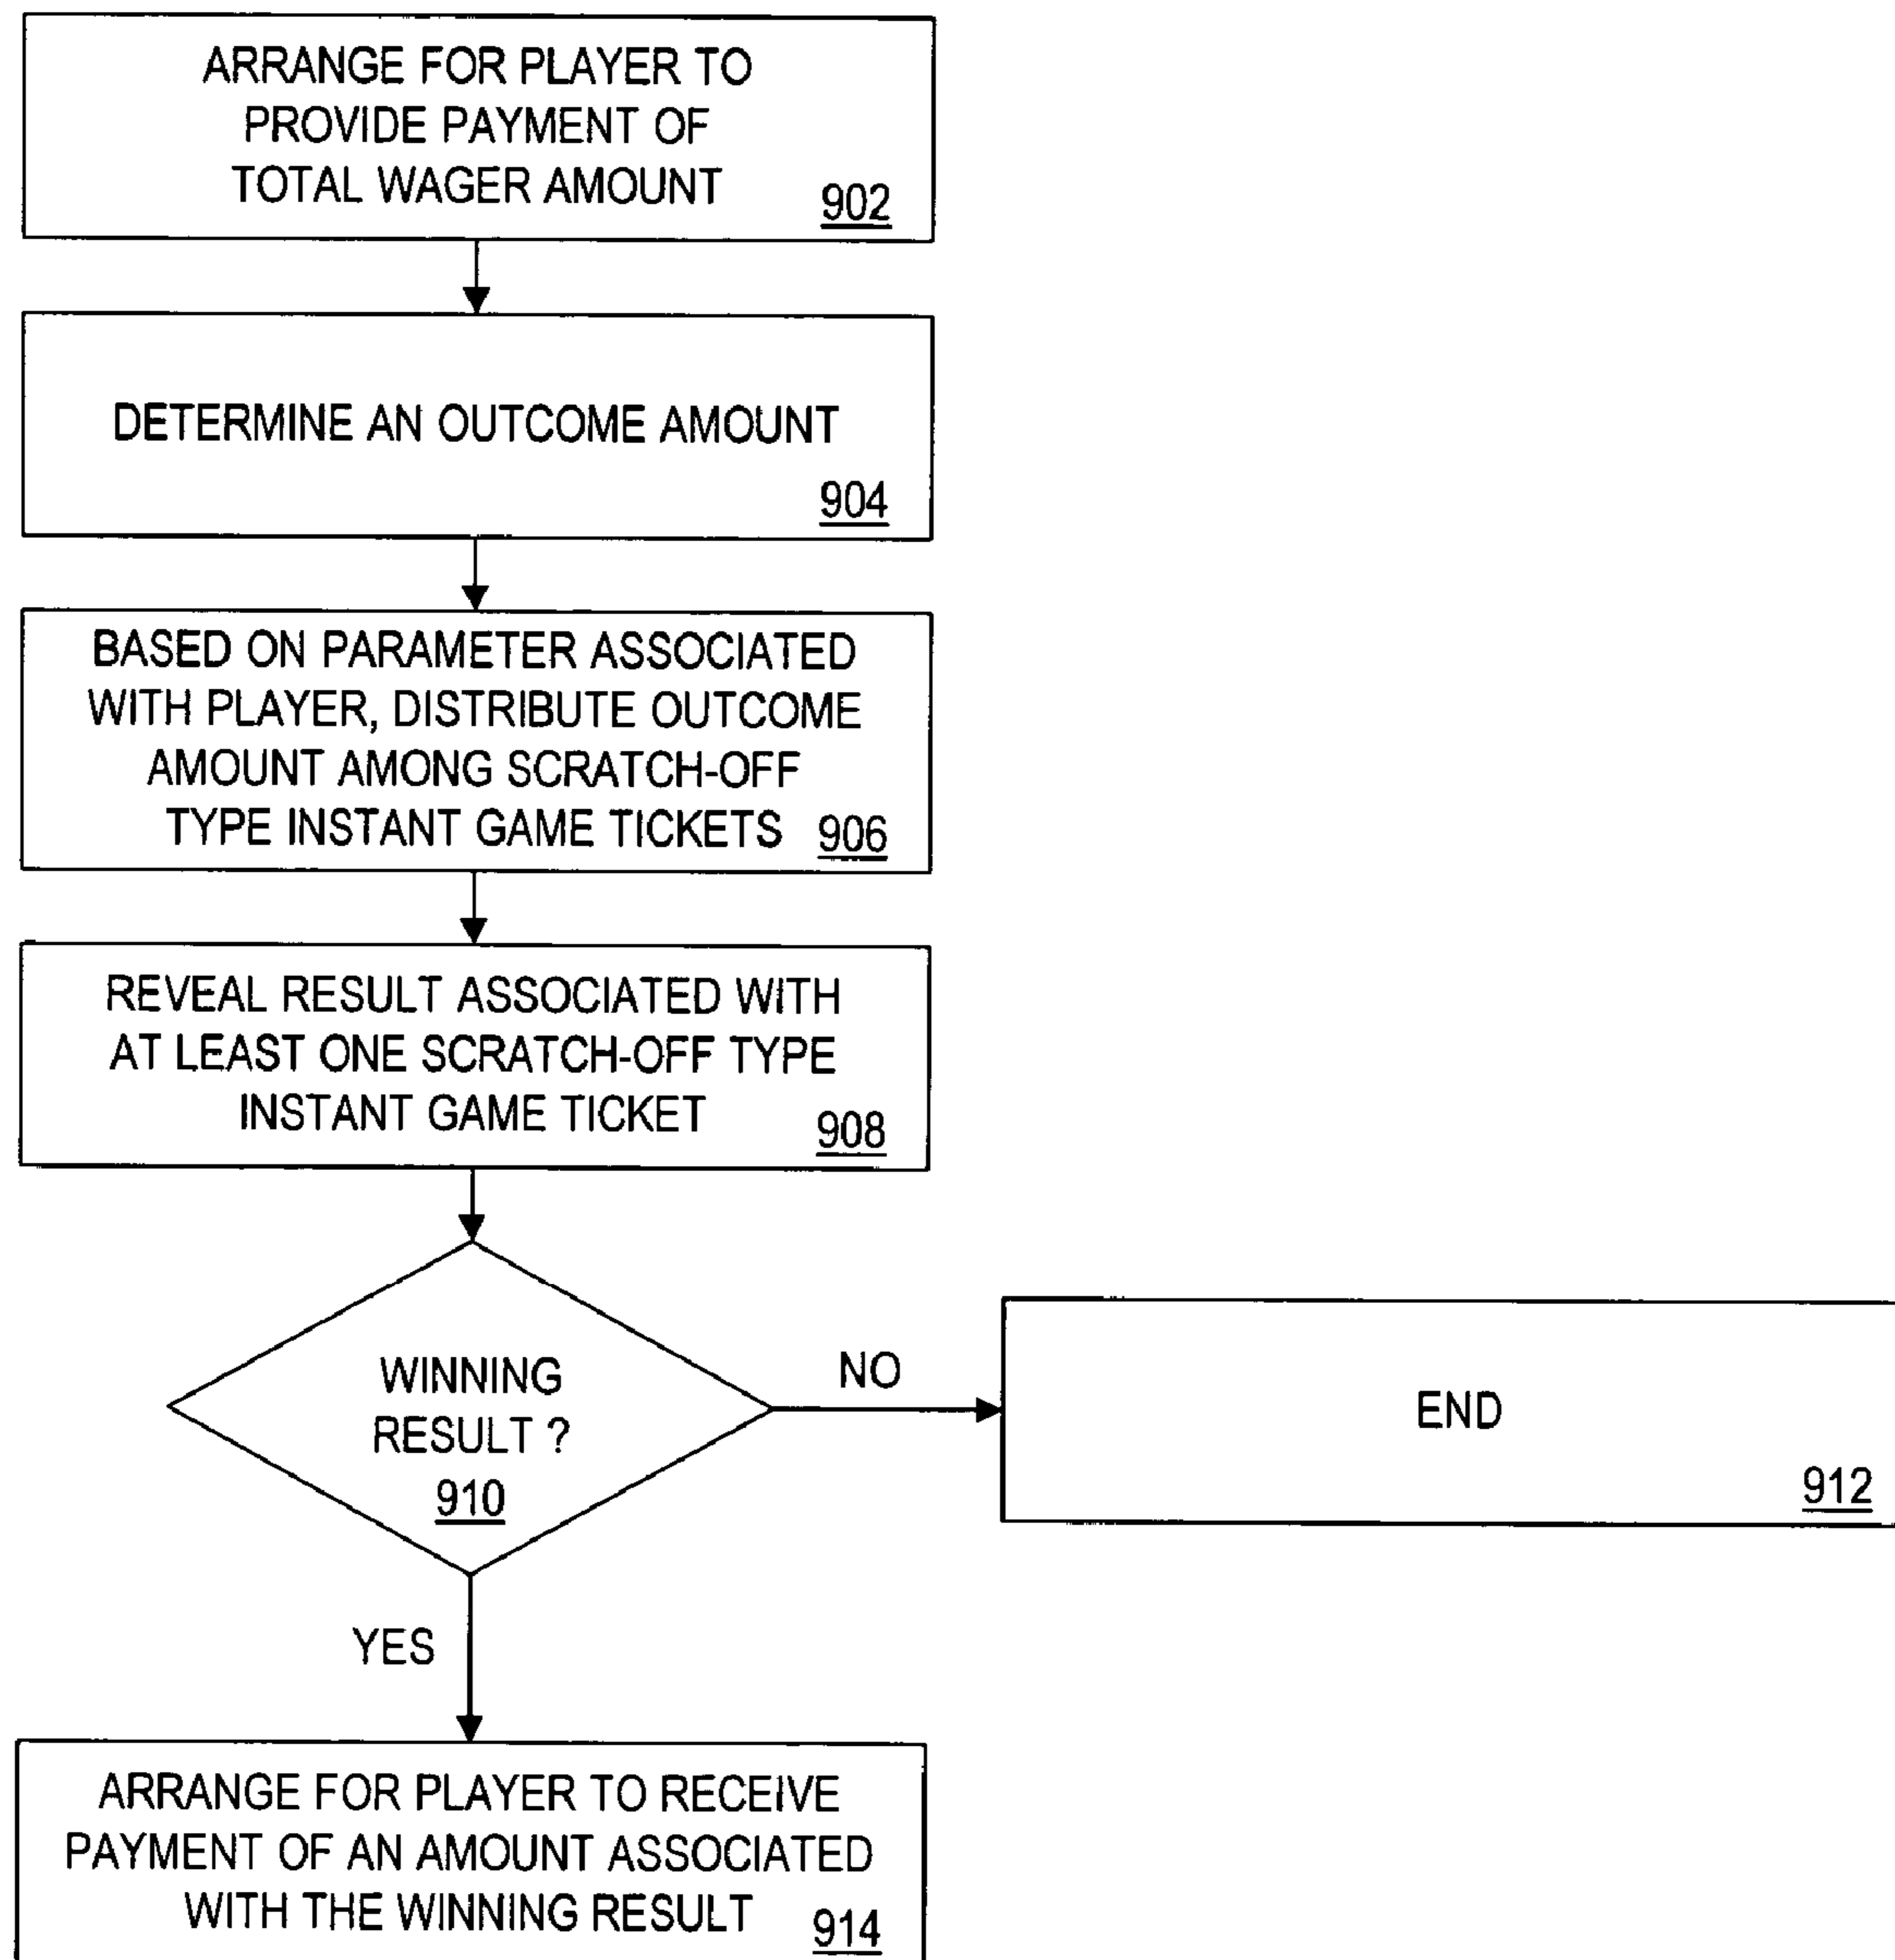 ARRANGE FOR PLAYER TO
PROVIDE PAYMENT OF
TOTAL WAGER AMOUNT
902
DETERMINE AN OUTCOME AMOUNT
904
BASED ON PARAMETER ASSOCIATED
WITH PLAYER, DISTRIBUTE OUTCOME
AMOUNT AMONG SCRATCH-OFF
TYPE INSTANT GAME TICKETS
906
REVEAL RESULT ASSOCIATED WITH
AT LEAST ONE SCRATCH-OFF TYPE
INSTANT GAME TICKET
908
WINNING
RESULT ?
910
NO
END
912
YES
ARRANGE FOR PLAYER TO RECEIVE
PAYMENT OF AN AMOUNT ASSOCIATED
WITH THE WINNING RESULT
914